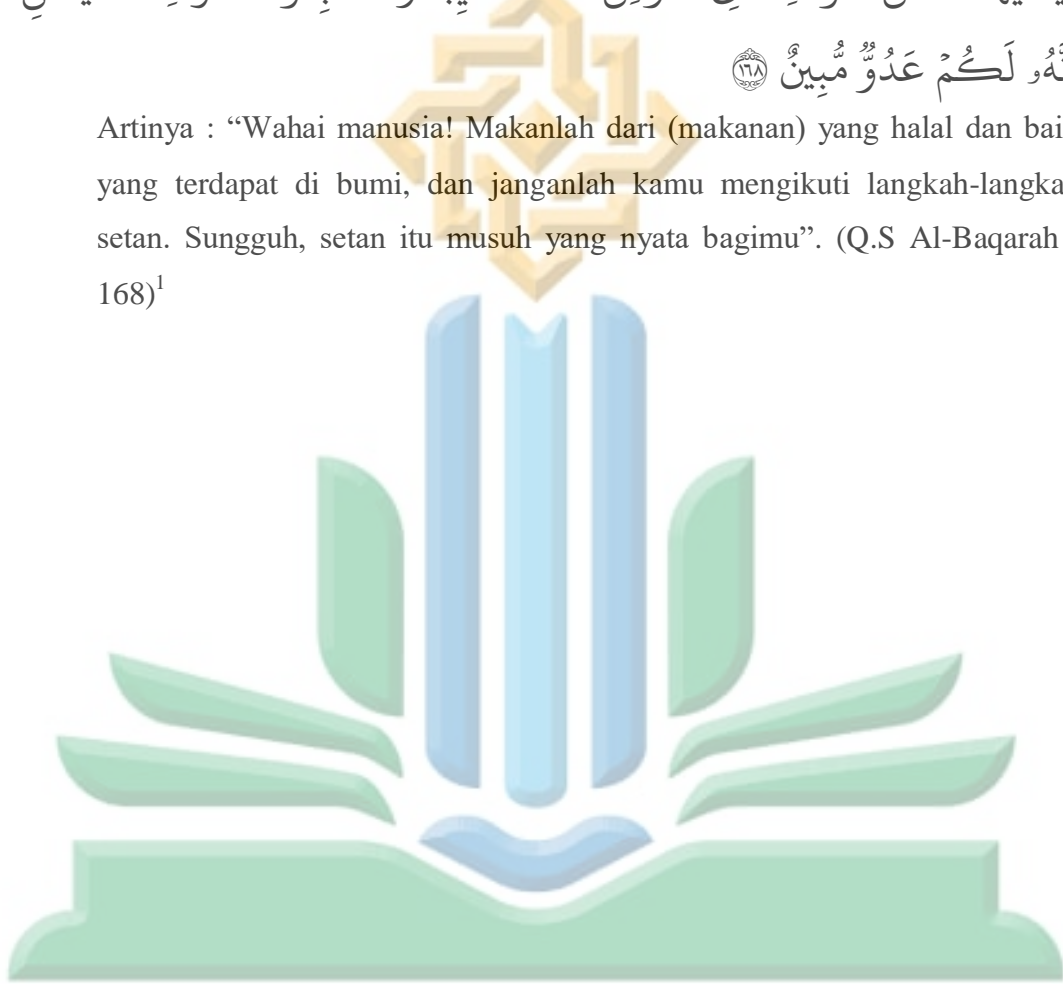 لَكُمْ عَدُوٌّ مُّبِينٌ ١٦٨
Artinya : “Wahai manusia! Makanlah dari (makanan) yang halal dan bai
yang terdapat di bumi, dan janganlah kamu mengikuti langkah-langka
setan. Sungguh, setan itu musuh yang nyata bagimu”. (Q.S Al-Baqarah
168)¹